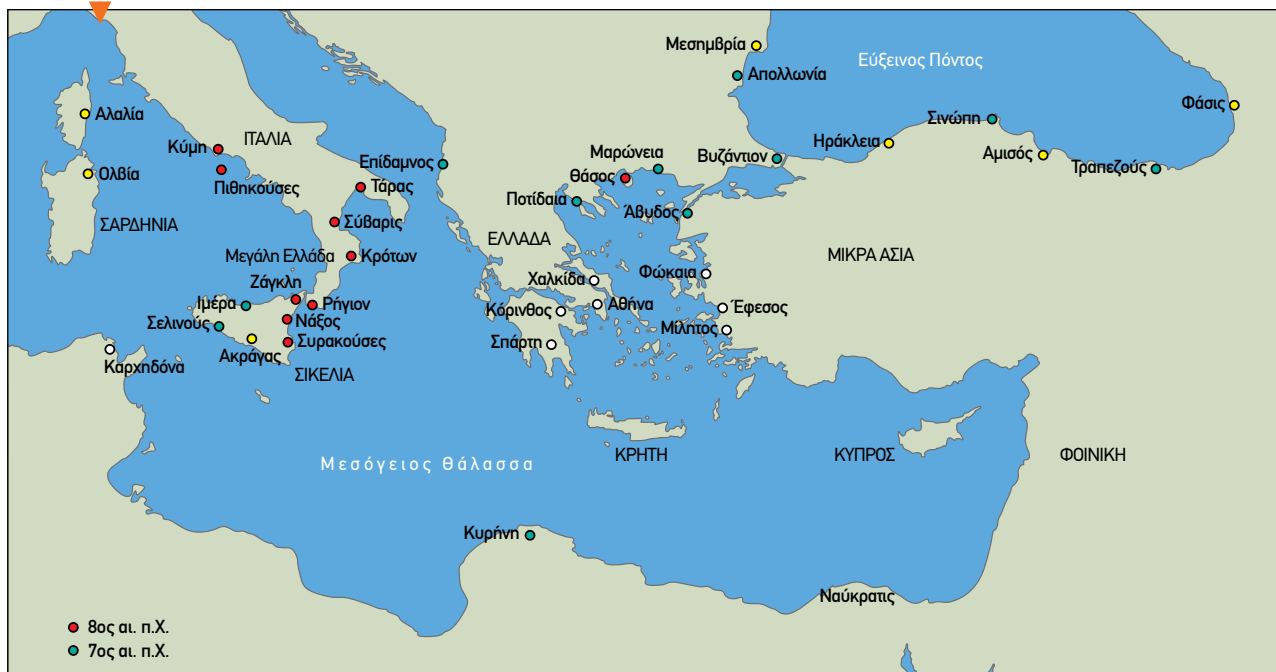 Μεσημβρία
Εύξεινος Πόντος
Απολλωνία
Φάσις
Αλαλία
Σινώπη
Κύμη
ΙΤΑΛΙΑ
Ηράκλεια
Αμισός
Επίδαμνος
Μαρώνεια
Βυζάντιον
Τραπεζούς
Ολβία
Πιθηκούσες
Τάρας
Θάσος
Ποτίδαια
Άβυδος
ΣΑΡΔΗΝΙΑ
Σύβαρις
ΕΛΛΑΔΑ
Μεγάλη Ελλάδα
Κρότων
ΜΙΚΡΑ ΑΣΙΑ
Ζάγκλη
Χαλκίδα
Φώκαια
Ιμέρα
Ρήγιον
Κόρινθος
Αθήνα
Έφεσος
Σελινούς
Νάξος
Μίλητος
Ακράγας
Συρακούσες
Σπάρτη
Καρχηδόνα
ΣΙΚΕΛΙΑ
ΚΡΗΤΗ
ΚΥΠΡΟΣ
ΦΟΙΝΙΚΗ
Μεσόγειος Θάλασσα
Κυρήνη
Ναύκρατις
8ος αι. π.Χ.
7ος αι. π.Χ.